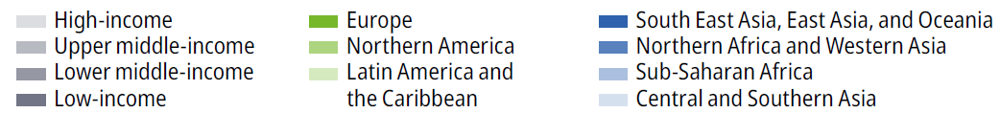 High-income
Upper middle-income
Lower middle-income
Low-income
Europe
Northern America
Latin America and
the Caribbean
South East Asia, East Asia, and Oceania
Northern Africa and Western Asia
Sub-Saharan Africa
Central and Southern Asia